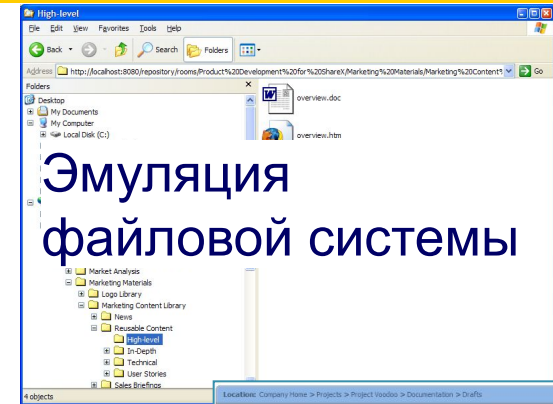 High-level
File Edit View Favorites Tools Help
Back Search Folders
Address http://localhost:8080/repository/rooms/Product%20Development%20for%20ShareX/Marketing%20Materials/Marketing%20Content% Go
Folders
Desktop
My Documents
My Computer
Local Disk (C:)
overview.doc
overview.htm
Эмуляция
файловой системы
Market Analysis
Marketing Materials
Logo Library
Marketing Content Library
News
Reusable Content
High-level
In-Depth
Technical
User Stories
Sales Briefings
4 objects
Location: Company Home > Projects > Project Voodoo > Documentation > Drafts